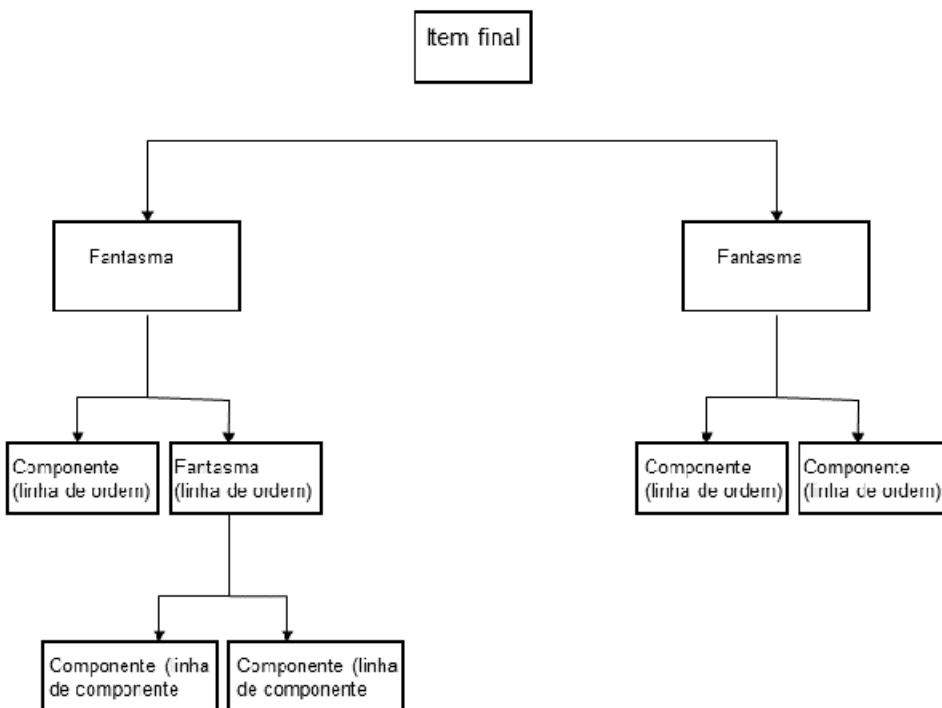 Item final
Fantasma
Fantasma
Componente
(linha de ordem)
Fantasma
(linha de ordem)
Componente
(linha de ordem)
Componente
(linha de ordem)
Componente (linha
de componente
Componente (linha
de componente